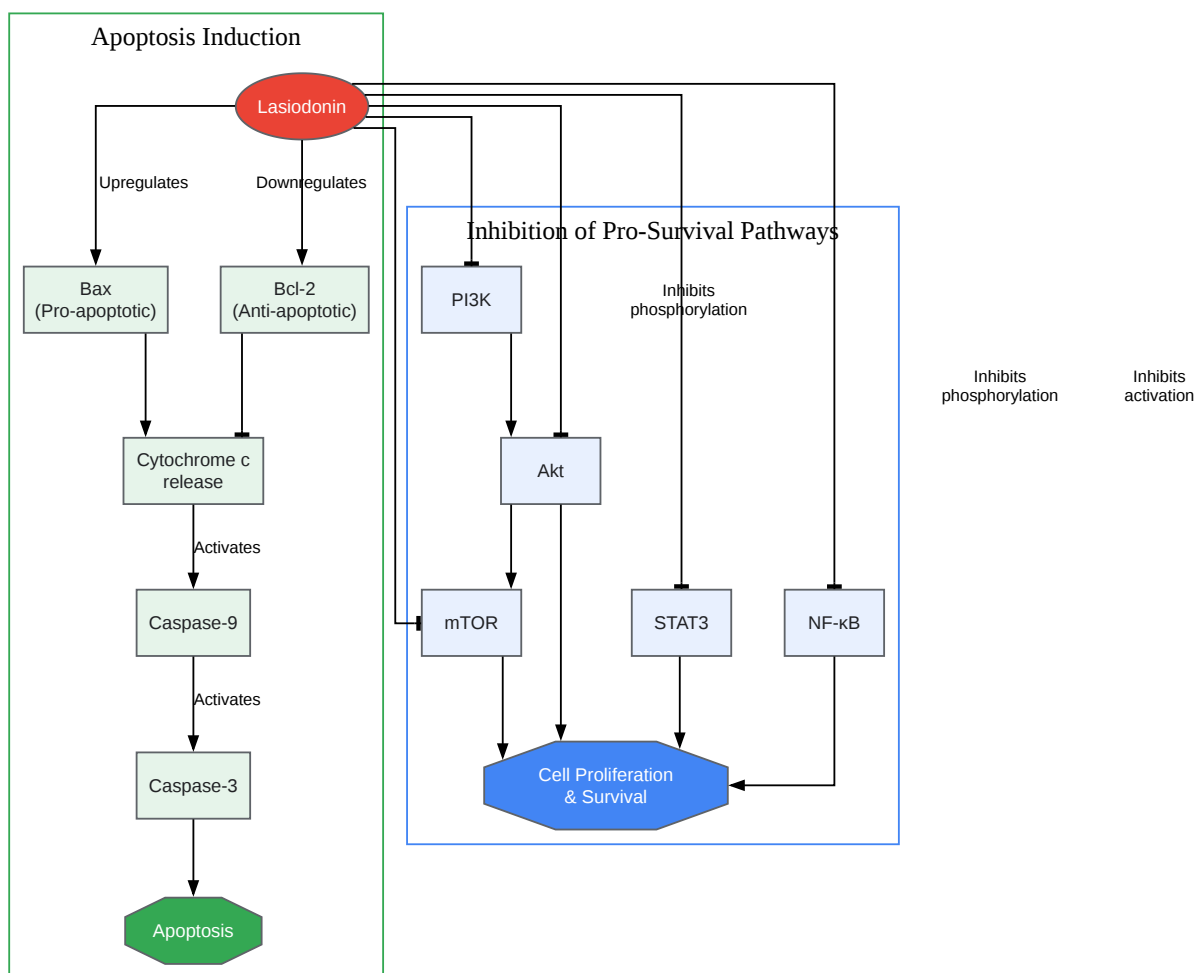 Apoptosis Induction
Lasiodonin
Upregulates
Downregulates
Inhibition of Pro-Survival Pathways
Bax
(Pro-apoptotic)
Bcl-2
(Anti-apoptotic)
PI3K
Inhibits
phosphorylation
Inhibits
phosphorylation
Inhibits
activation
Cytochrome c
release
Akt
Activates
Caspase-9
mTOR
STAT3
NF-κB
Activates
Caspase-3
Cell Proliferation
& Survival
Apoptosis